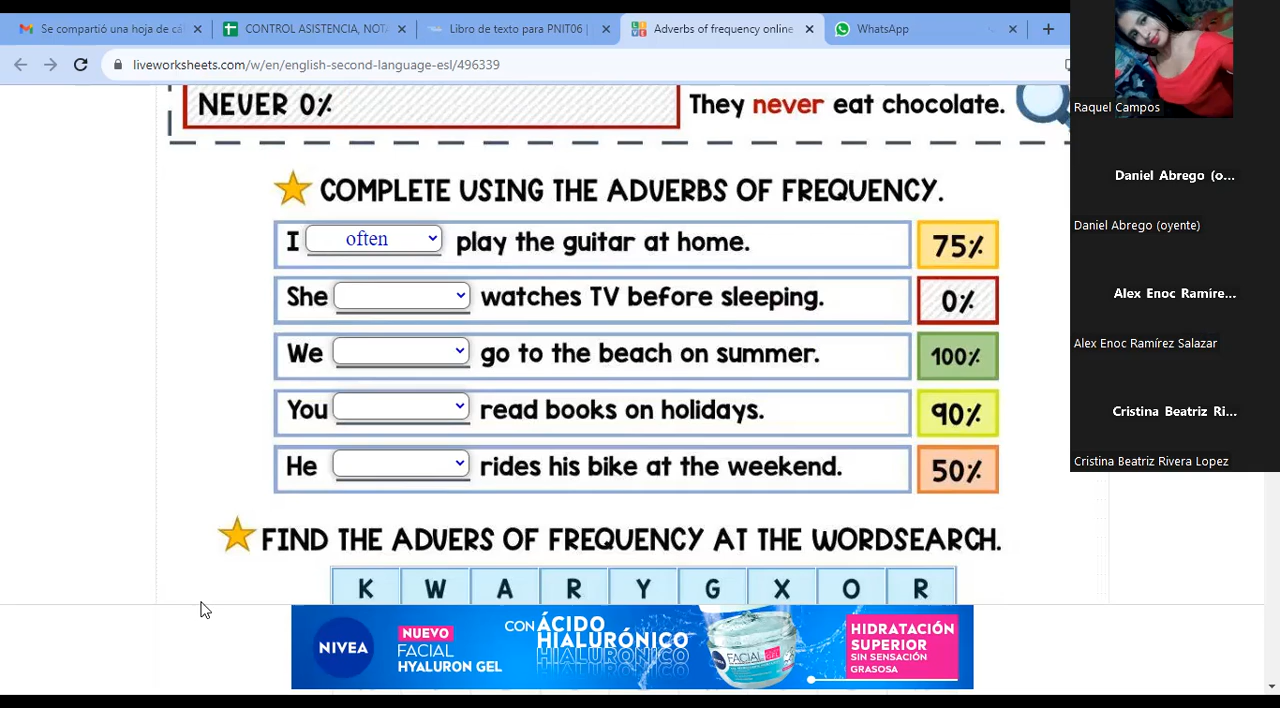 Se compartió una hoja de cál
CONTROL ASISTENCIA, NOTA
Libro de texto para PNIT06 |
Adverbs of frequency online
WhatsApp
liveworksheets.com/w/en/english-second-language-esl/496339
NEVER 0%
They never eat chocolate.
COMPLETE USING THE ADVERBS OF FREQUENCY.
I often play the guitar at home. 75%
She watches TV before sleeping. 0%
We go to the beach on summer. 100%
You read books on holidays. 90%
He rides his bike at the weekend. 50%
FIND THE ADVERS OF FREQUENCY AT THE WORDSEARCH.
K W A R Y G X O R
NIVEA
NUEVO
FACIAL
HYALURON GEL
CON ÁCIDO
HIALURÓNICO
HIALURÓNICO
FACIAL
HIDRATACIÓN
SUPERIOR
SIN SENSACIÓN
GRASOSA
Raquel Campos
Daniel Abrego (o...
Daniel Abrego (oyente)
Alex Enoc Ramíre...
Alex Enoc Ramírez Salazar
Cristina Beatriz Ri...
Cristina Beatriz Rivera Lopez